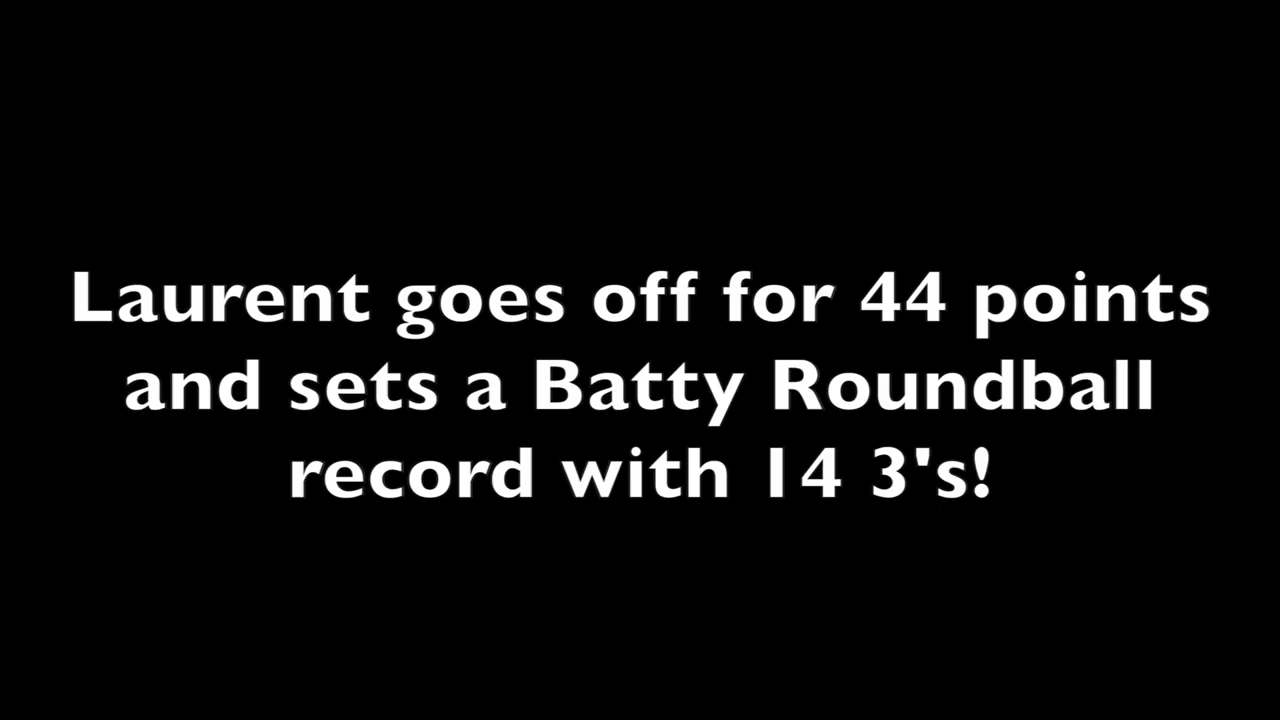 Laurent goes off for 44 points
and sets a Batty Roundball
record with 14 3's!